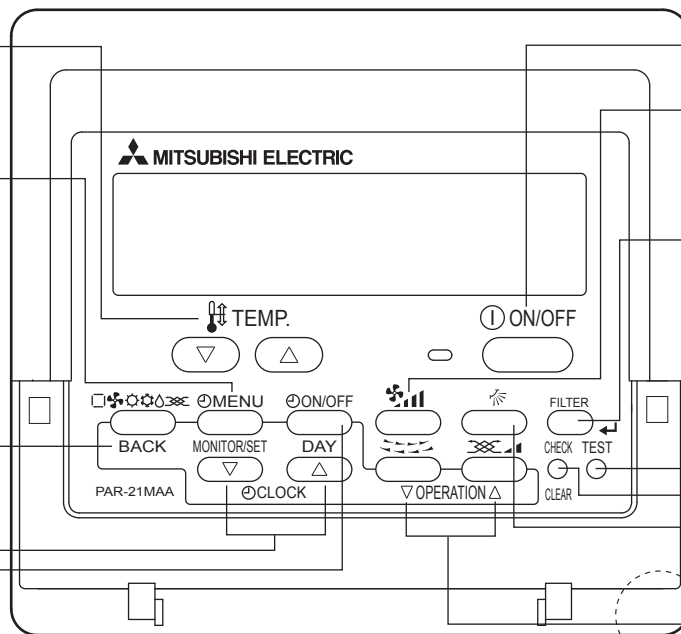 MITSUBISHI ELECTRIC
TEMP.
ON/OFF
MENU
ON/OFF
FILTER
BACK
MONITOR/SET
DAY
CHECK
TEST
PAR-21MAA
CLOCK
OPERATION
CLEAR